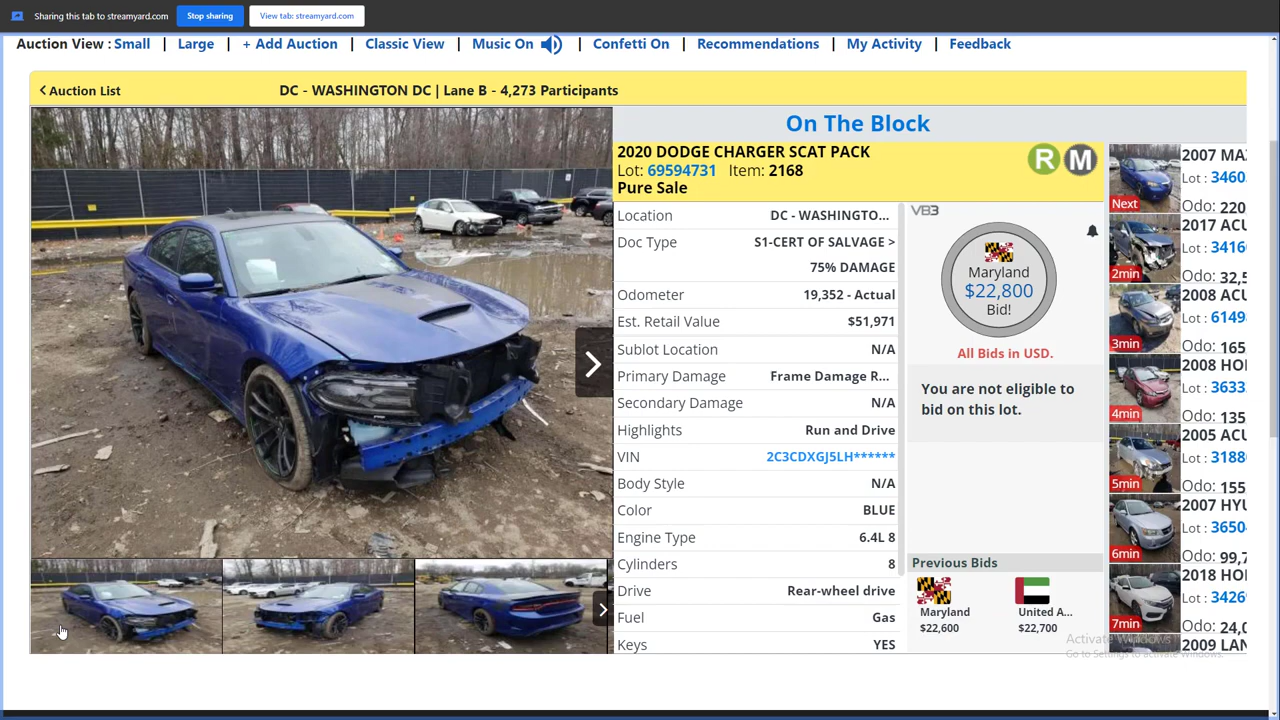 Sharing this tab to streamyard.com Stop sharing View tab: streamyard.com
Auction View : Small | Large | + Add Auction | Classic View | Music On | Confetti On | Recommendations | My Activity | Feedback
Auction List DC - WASHINGTON DC | Lane B - 4,273 Participants
On The Block
2020 DODGE CHARGER SCAT PACK
Lot: 69594731 Item: 2168
Pure Sale
R M
Location DC - WASHINGTO...
Doc Type S1-CERT OF SALVAGE >
75% DAMAGE
Odometer 19,352 - Actual
Est. Retail Value $51,971
Sublot Location N/A
Primary Damage Frame Damage R...
Secondary Damage N/A
Highlights Run and Drive
VIN 2C3CDXGJ5LH******
Body Style N/A
Color BLUE
Engine Type 6.4L 8
Cylinders 8
Drive Rear-wheel drive
Fuel Gas
Keys YES
VB3
Maryland
$22,800
Bid!
All Bids in USD.
You are not eligible to
bid on this lot.
Previous Bids
Maryland United A...
$22,600 $22,700
2007 MA
Lot : 3460
Next Odo: 220
2017 ACU
Lot : 3416
2min Odo: 32,5
2008 ACU
Lot : 6149
3min Odo: 165
2008 HO
Lot : 3633
4min Odo: 135
2005 ACU
Lot : 3188
5min Odo: 155
2007 HYU
Lot : 3650
6min Odo: 99,7
2018 HO
Lot : 3426
7min Odo: 24,0
2009 LAN
Activate Windows
Go to Settings to activate Windows.